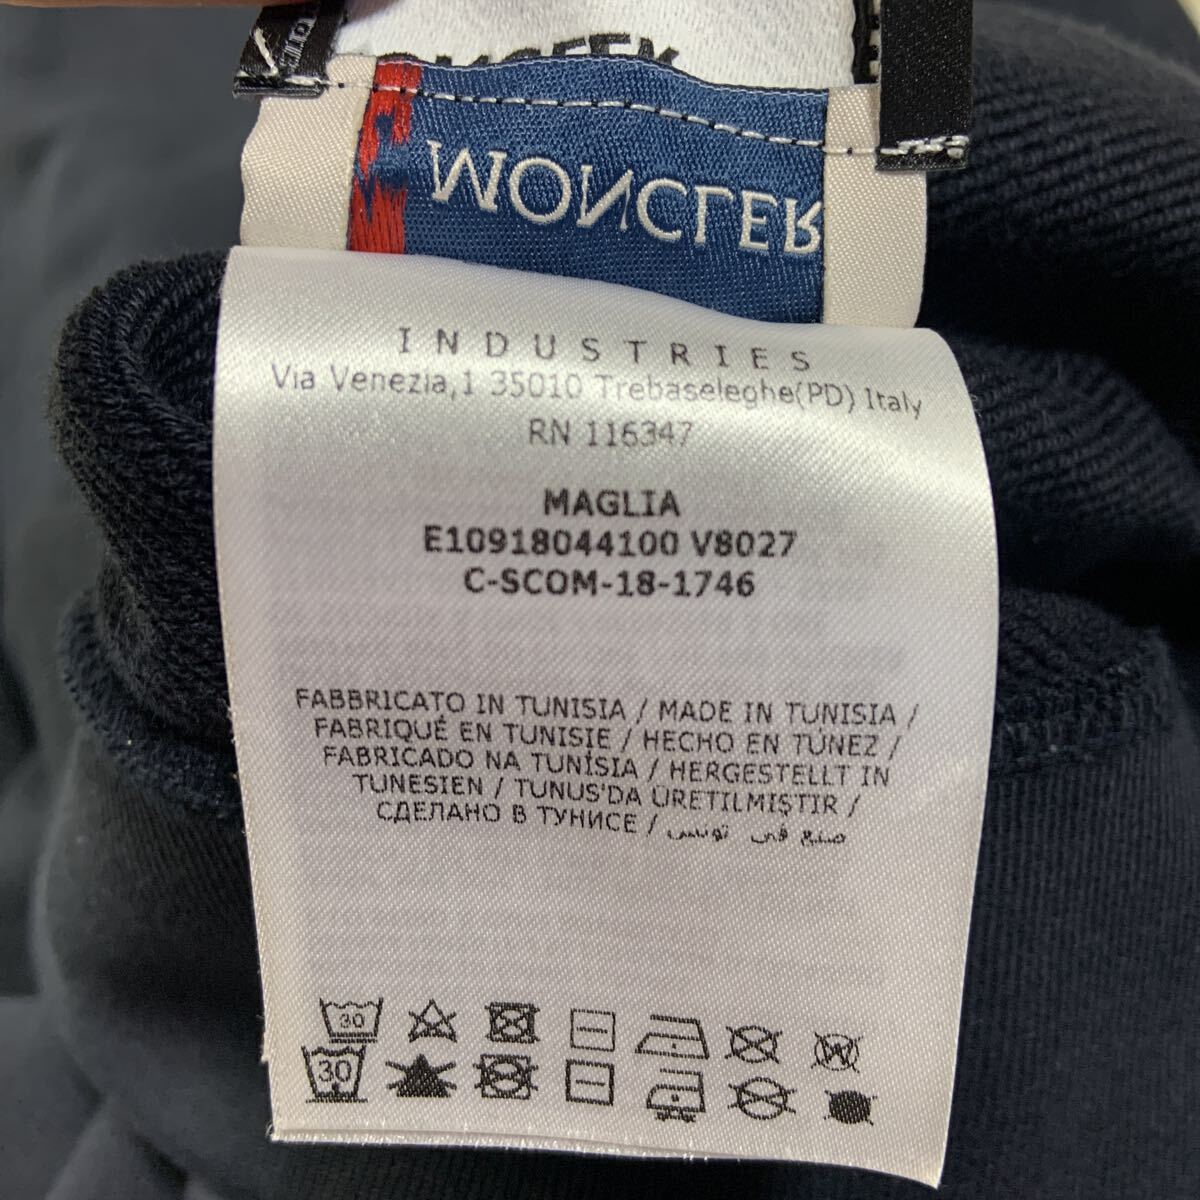 MONCLER
INDUSTRIES
Via Venezia,1 35010 Trebaseleghe(PD) Italy
RN 116347
MAGLIA
E10918044100 V8027
C-SCOM-18-1746
FABBRICATO IN TUNISIA / MADE IN TUNISIA /
FABRIQUÉ EN TUNISIE / HECHO EN TÚNEZ /
FABRICADO NA TUNÍSIA / HERGESTELLT IN
TUNESIEN / TUNUS'DA ÜRETILMIŞTIR /
СДЕЛАНО В ТУНИСЕ / صنع في تونس
30
W
30